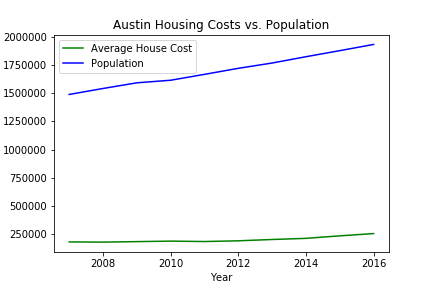 Austin Housing Costs vs. Population
Average House Cost
Population
2000000
1750000
1500000
1250000
1000000
750000
500000
250000
2008 2010 2012 2014 2016
Year